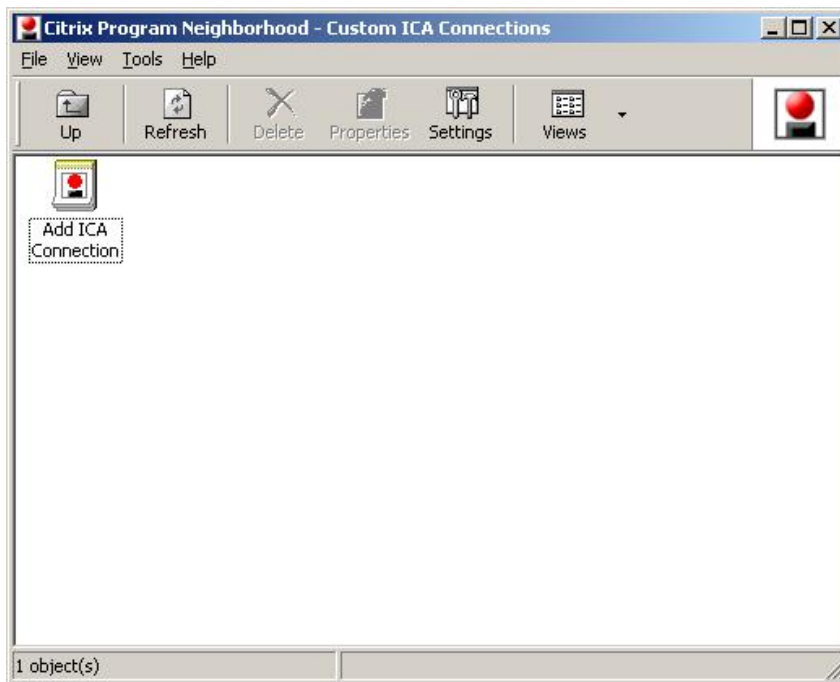 Citrix Program Neighborhood - Custom ICA Connections
File View Tools Help
Up Refresh Delete Properties Settings Views
Add ICA
Connection
1 object(s)